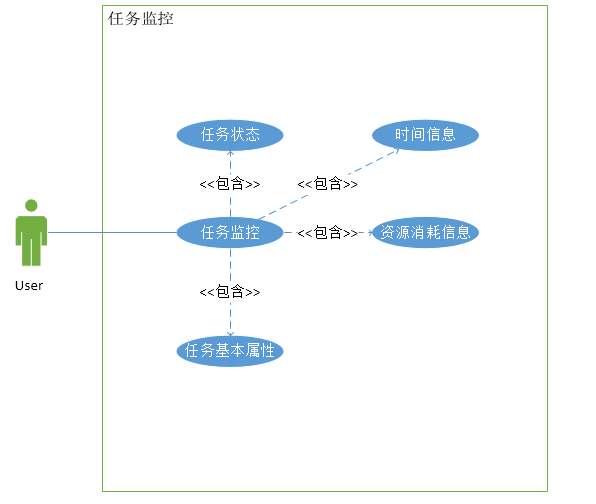 任务监控
任务状态
时间信息
<<包含>>
<<包含>>
任务监控
<<包含>>
资源消耗信息
User
<<包含>>
任务基本属性